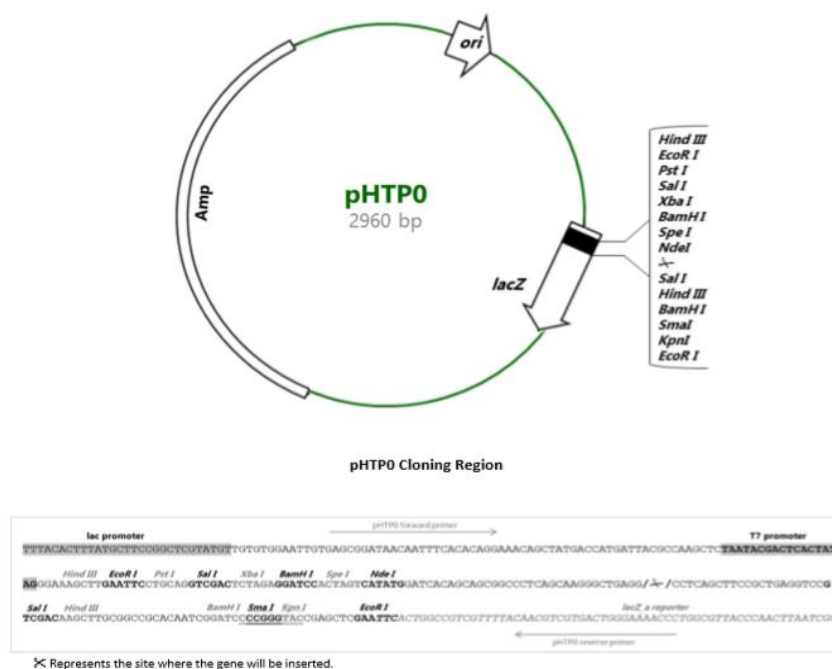 ori
Amp
pHTP0
2960 bp
lacZ
Hind III
EcoR I
Pst I
Sal I
Xba I
BamH I
Spe I
NdeI
Sal I
Hind III
BamH I
SmaI
KpnI
EcoR I
pHTP0 Cloning Region
lac promoter pHTP0 forward primer T7 promoter
TTTACACTTTATGCTTCCGGCTCGTATGTTGTGTGGAATTGTGAGCGGATAACAATTTCACACAGGAAACAGCTATGACCATGATTACGCCAAGCTCTAATACGACTCACTAT
Hind III EcoR I Pst I Sal I Xba I BamH I Spe I Nde I
AGGGAAAGCTTGAATTCCTGCAGGTCGACTCTAGAGGATCCACTAGTCATATGGATCACAGCAGCGGCCCTCAGCAAGGGCTGAGG/ /CCTCAGCTTCCGCTGAGGTCCG
Sal I Hind III BamH I Sma I Kpn I EcoR I lacZ α reporter
TCGACAAGCTTGCGGCCGCACAATCGGATCCCCGGGTACCGAGCTCGAATTCACTGGCCGTCGTTTTACAACGTCGTGACTGGGAAAACCCTGGCGTTACCCAACTTAATCG
pHTP0 reverse primer
Represents the site where the gene will be inserted.